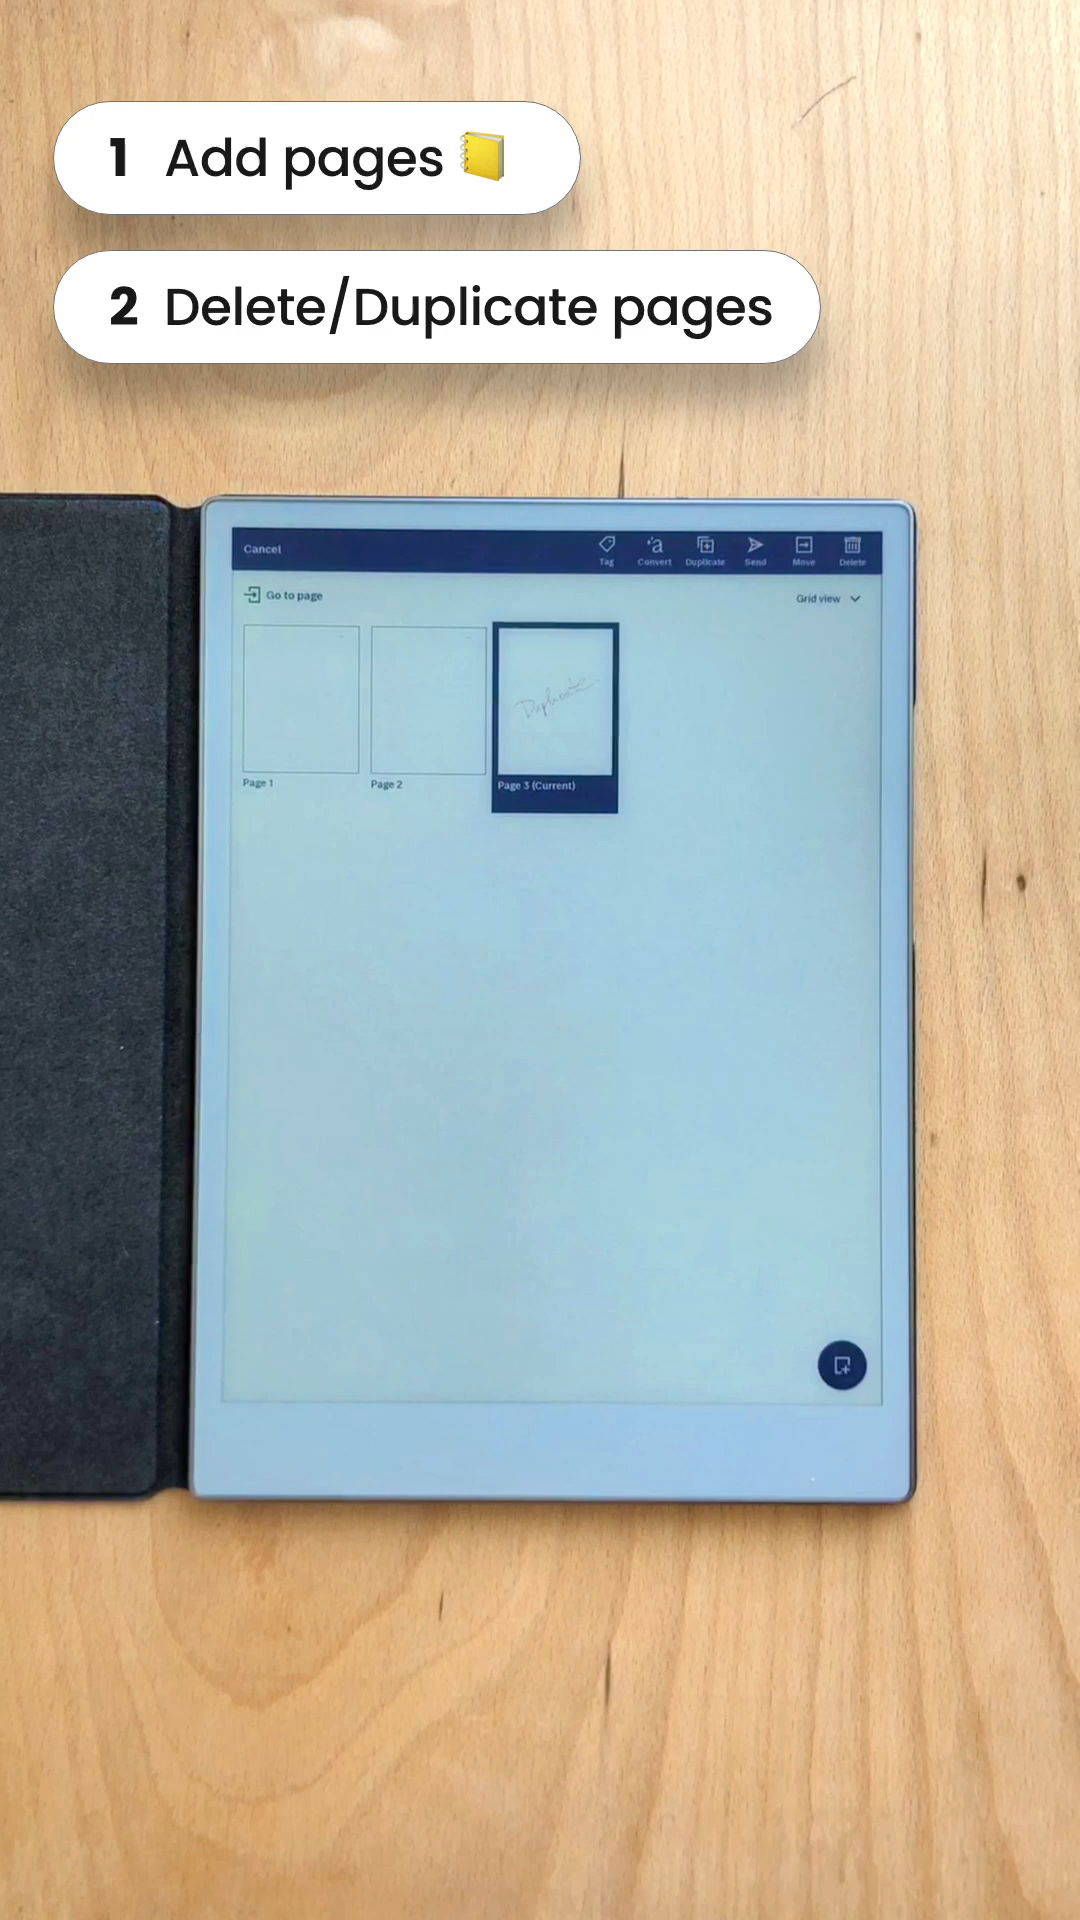 1 Add pages
2 Delete/Duplicate pages
Cancel
Tag Convert Duplicate Send Move Delete
Go to page
Grid view
Duplicate
Page 1 Page 2 Page 3 (Current)